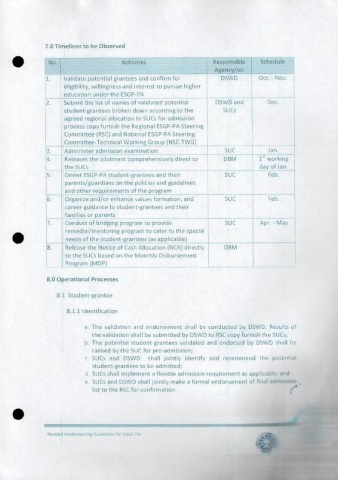 7.0 Timelines to be Observed
No. Activities Responsible Agency/ies Schedule
1. Validate potential grantees and confirm for DSWD Oct. - Nov.
eligibility, willingness and interest to pursue higher
education under the ESGP-PA
2. Submit the list of names of validated potential DSWD and Dec.
student-grantees broken down according to the SUCs
agreed regional allocation to SUCs for admission
process copy furnish the Regional ESGP-PA Steering
Committee (RSC) and National ESGP-PA Steering
Committee-Technical Working Group (NSC-TWG)
3. Administer admission examination SUC Jan.
4. Releases the allotment comprehensively direct to DBM 1st working
the SUCs day of Jan.
5. Orient ESGP-PA student-grantees and their SUC Feb.
parents/guardians on the policies and guidelines
and other requirements of the program
6. Organize and/or enhance values formation, and SUC Feb.
career guidance to student-grantees and their
families or parents
7. Conduct of bridging program to provide SUC Apr. - May
remedial/mentoring program to cater to the special
needs of the student-grantees (as applicable)
8. Release the Notice of Cash Allocation (NCA) directly DBM
to the SUCs based on the Monthly Disbursement
Program (MDP)
8.0 Operational Processes
8.1 Student-grantee
8.1.1 Identification
a. The validation and endorsement shall be conducted by DSWD. Results of
the validation shall be submitted by DSWD to RSC copy furnish the SUCs;
b. The potential student-grantees validated and endorsed by DSWD shall be
ranked by the SUC for pre-admission;
c. SUCs and DSWD shall jointly identify and recommend the potential
student-grantees to be admitted;
d. SUCs shall implement a flexible admission requirement as applicable; and
e. SUCs and DSWD shall jointly make a formal endorsement of final admission
list to the RSC for confirmation.
Revised Implementing Guidelines for ESGP-PA